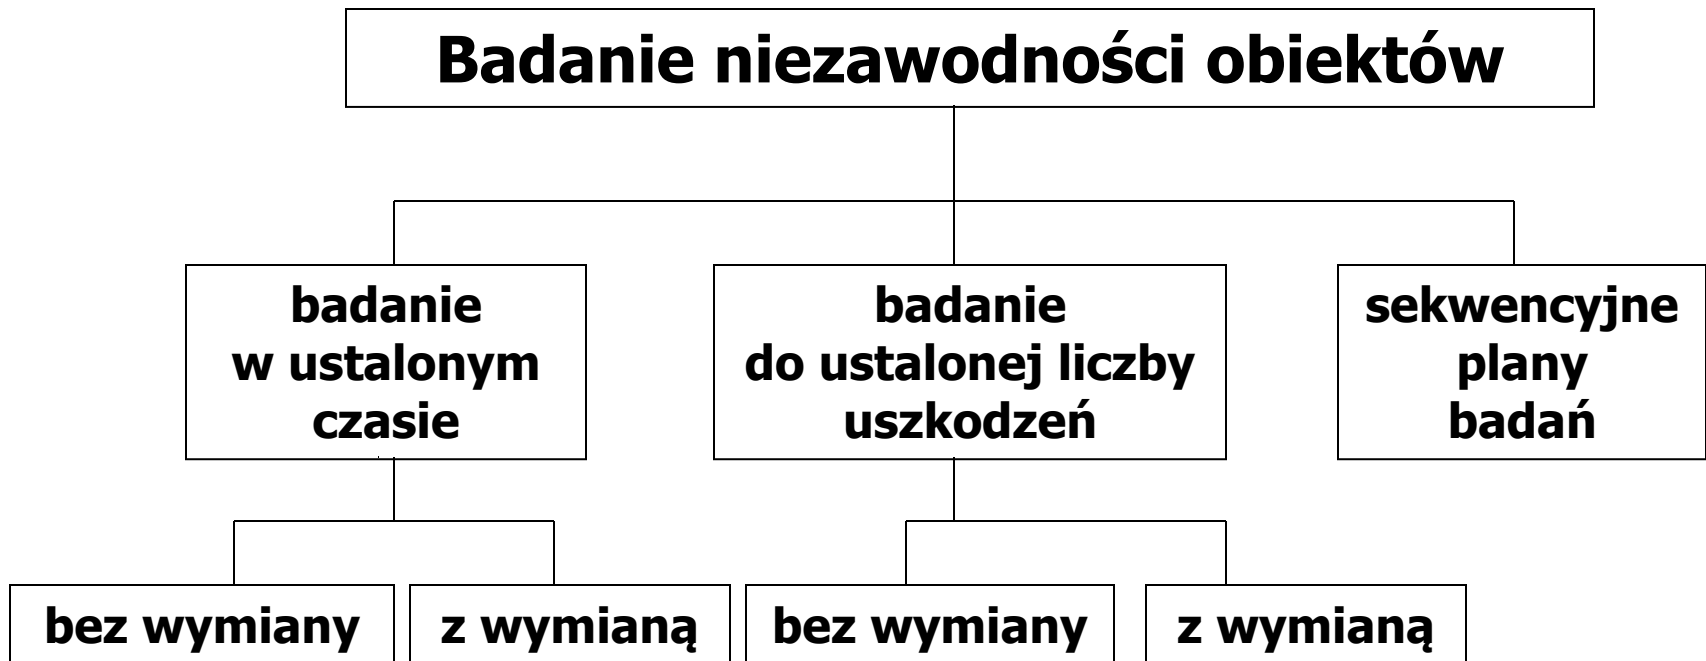 Badanie niezawodności obiektów
badanie
w ustalonym
czasie
badanie
do ustalonej liczby
uszkodzeń
sekwencyjne
plany
badań
bez wymiany
z wymianą
bez wymiany
z wymianą